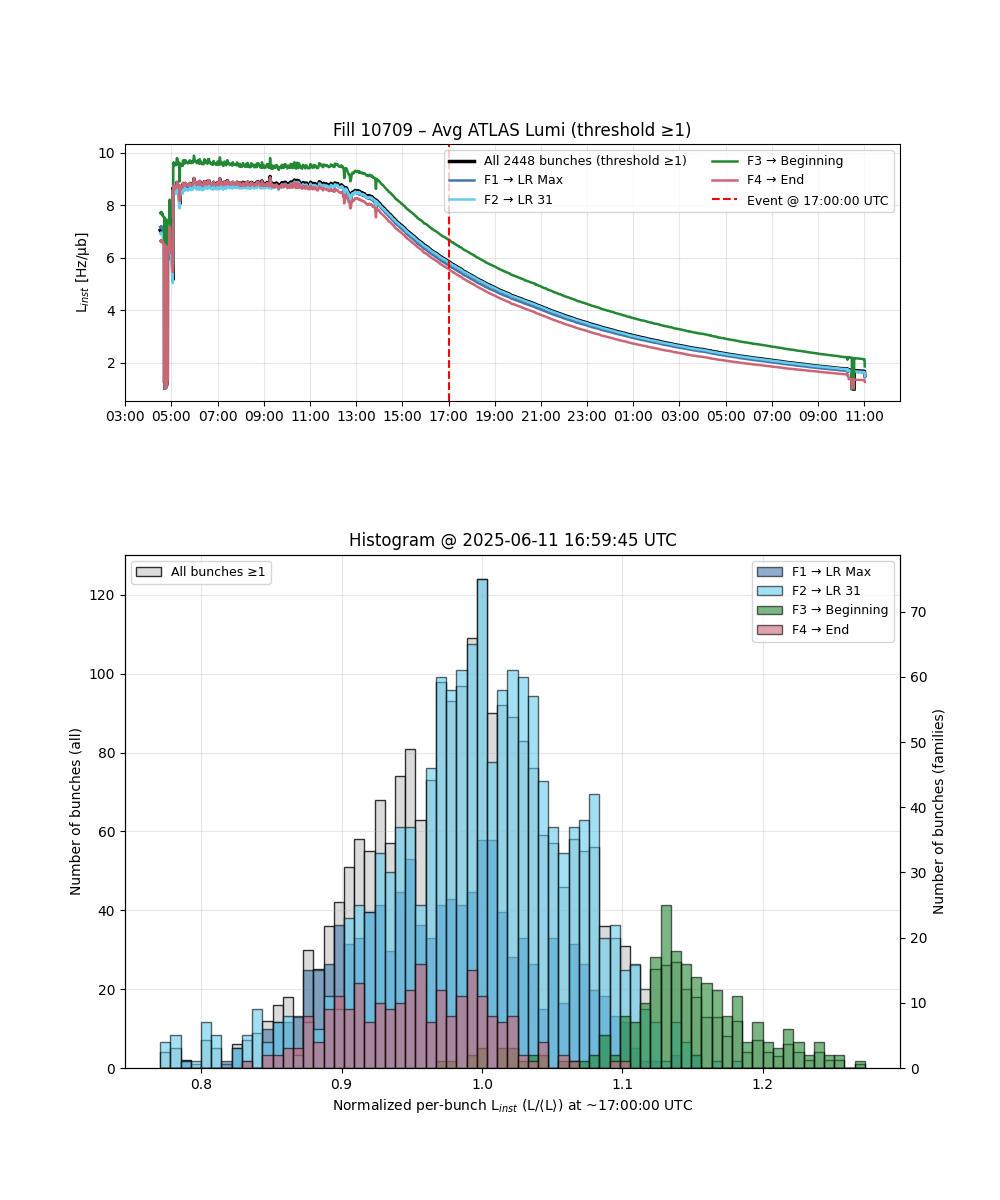 Fill 10709 – Avg ATLAS Lumi (threshold ≥1)
L_inst [Hz/μb]
10
8
6
4
2
All 2448 bunches (threshold ≥1)
F1 → LR Max
F2 → LR 31
F3 → Beginning
F4 → End
Event @ 17:00:00 UTC
03:00 05:00 07:00 09:00 11:00 13:00 15:00 17:00 19:00 21:00 23:00 01:00 03:00 05:00 07:00 09:00 11:00
Histogram @ 2025-06-11 16:59:45 UTC
Number of bunches (all)
120
100
80
60
40
20
0
All bunches ≥1
F1 → LR Max
F2 → LR 31
F3 → Beginning
F4 → End
70
60
50
40
30
20
10
0
Number of bunches (families)
0.8 0.9 1.0 1.1 1.2
Normalized per-bunch L_inst (L/⟨L⟩) at ~17:00:00 UTC